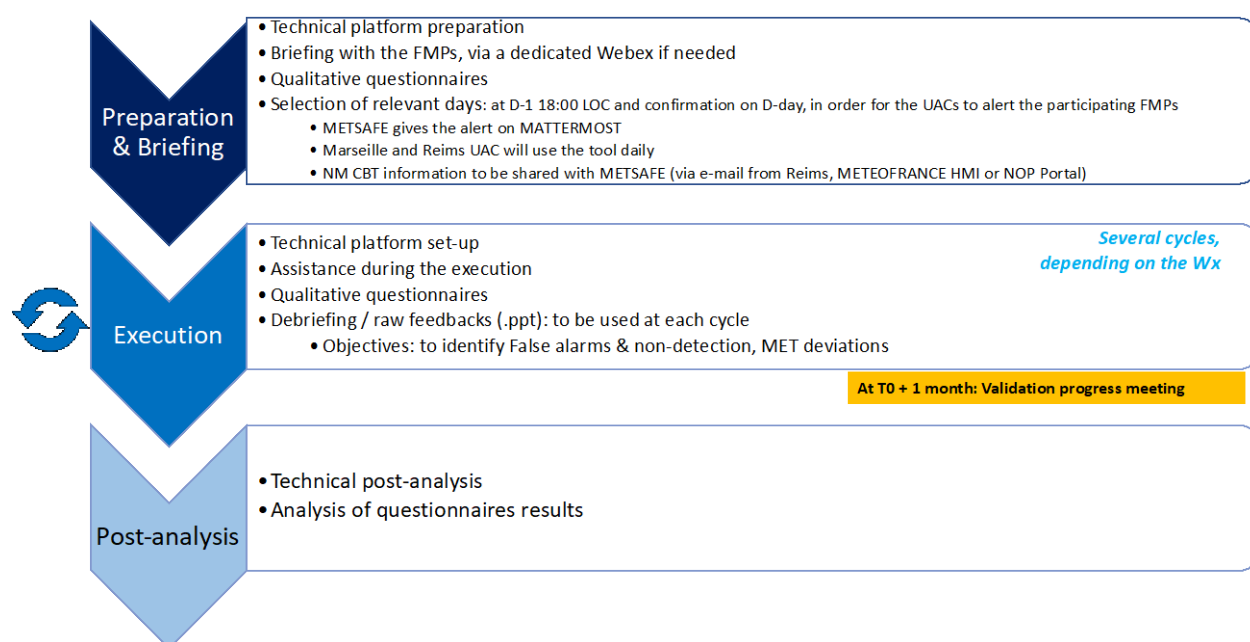 Preparation
& Briefing
• Technical platform preparation
• Briefing with the FMPs, via a dedicated Webex if needed
• Qualitative questionnaires
• Selection of relevant days: at D-1 18:00 LOC and confirmation on D-day, in order for the UACs to alert the participating FMPs
• METSAFE gives the alert on MATTERMOST
• Marseille and Reims UAC will use the tool daily
• NM CBT information to be shared with METSAFE (via e-mail from Reims, METEOFRANCE HMI or NOP Portal)
Execution
• Technical platform set-up
• Assistance during the execution
• Qualitative questionnaires
• Debriefing / raw feedbacks (.ppt): to be used at each cycle
• Objectives: to identify False alarms & non-detection, MET deviations
Several cycles,
depending on the Wx
At T0 + 1 month: Validation progress meeting
Post-analysis
• Technical post-analysis
• Analysis of questionnaires results